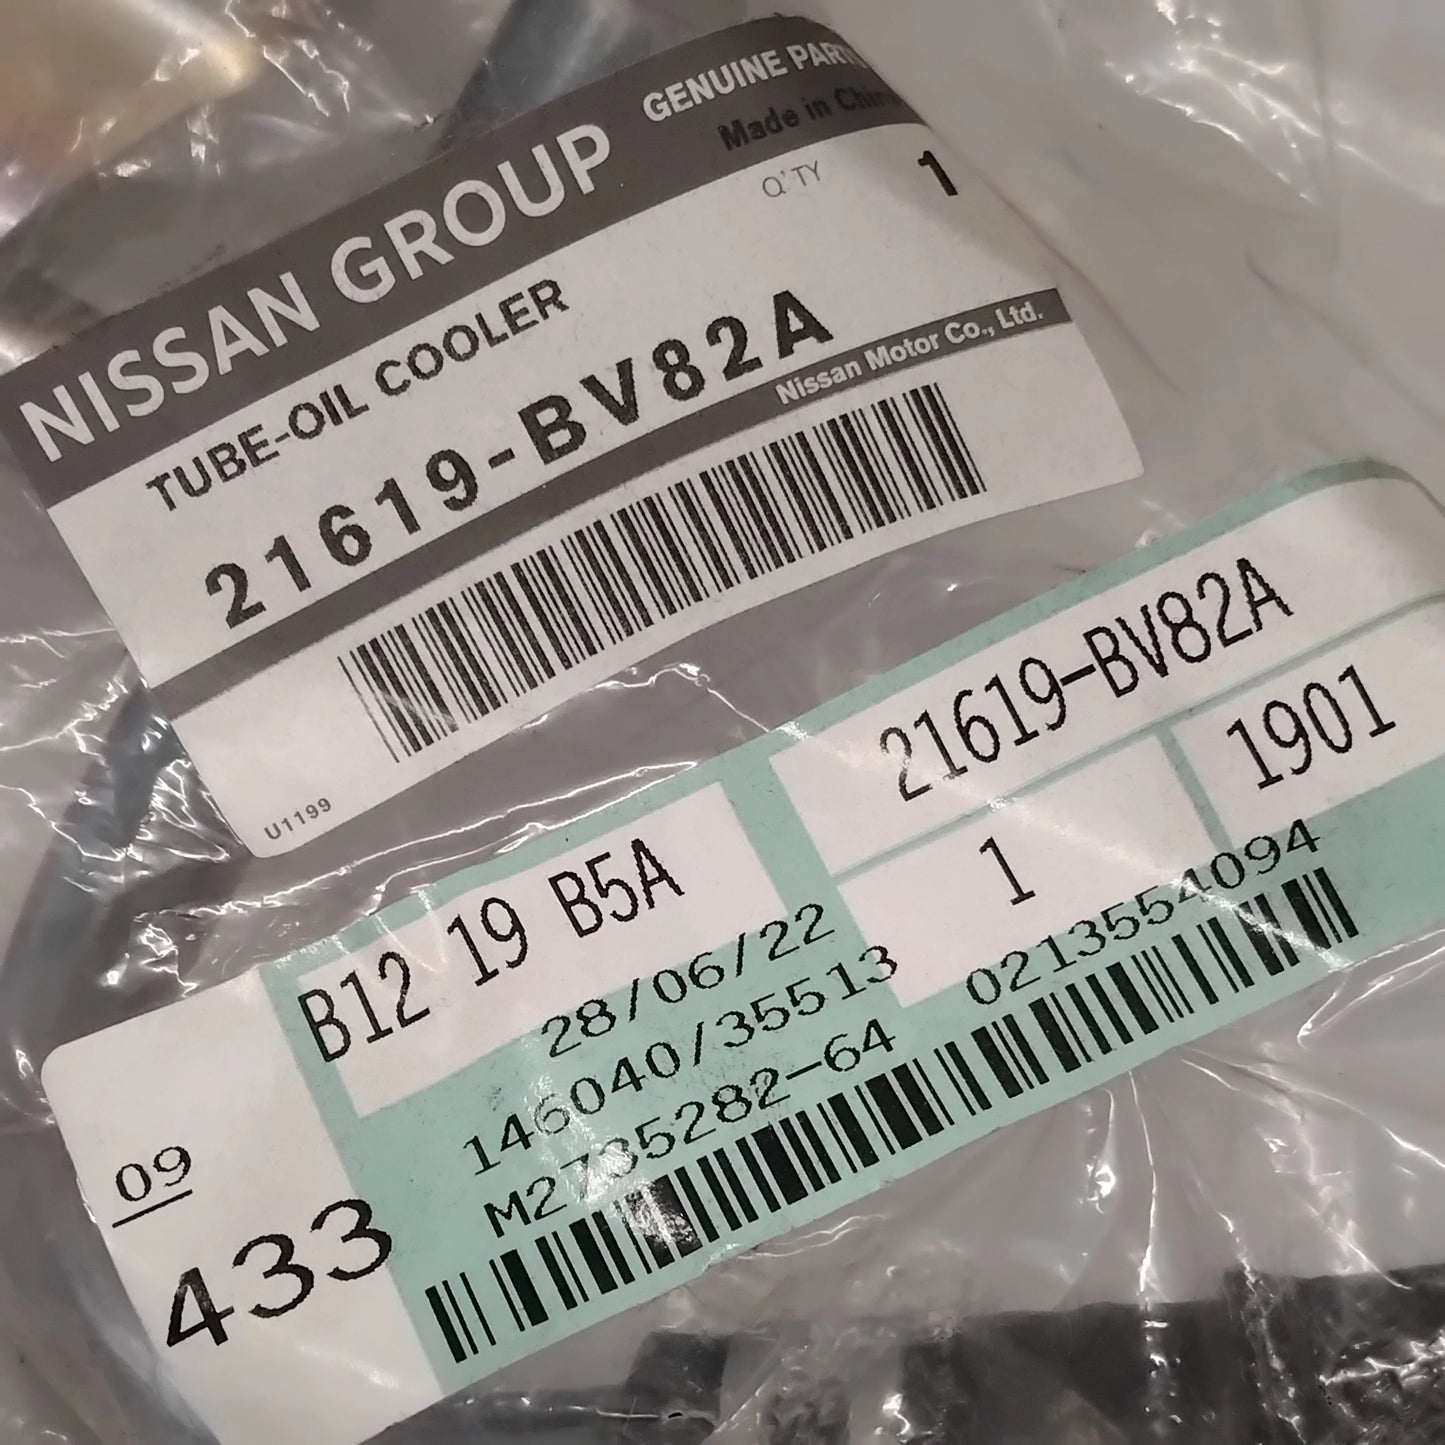 NISSAN GROUP
GENUINE PARTS
Made in China
TUBE-OIL COOLER
Q'TY 1
21619-BV82A
Nissan Motor Co., Ltd.
U1199
21619-BV82A
1901
1
B12 19 B5A
28/06/22
146040/35513
M2735282-64
0213554094
09
433